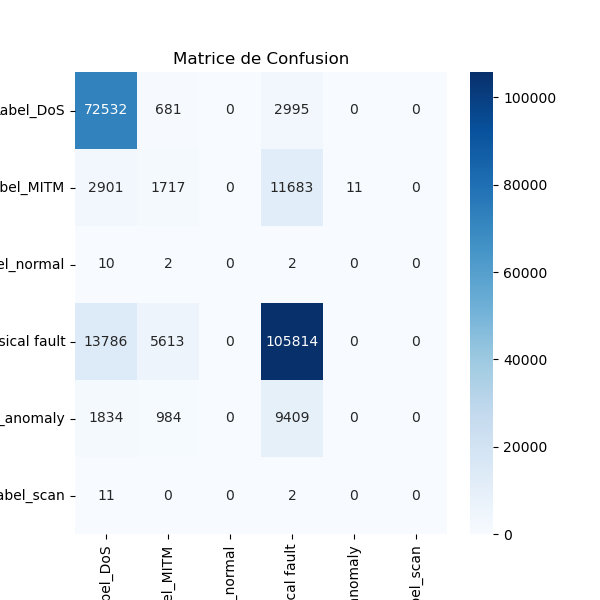 Matrice de Confusion
abel_DoS 72532 681 0 2995 0 0
bel_MITM 2901 1717 0 11683 11 0
el_normal 10 2 0 2 0 0
sical fault 13786 5613 0 105814 0 0
_anomaly 1834 984 0 9409 0 0
abel_scan 11 0 0 2 0 0
bel_DoS
el_MITM
_normal
cal fault
anomaly
el_scan
100000
80000
60000
40000
20000
0